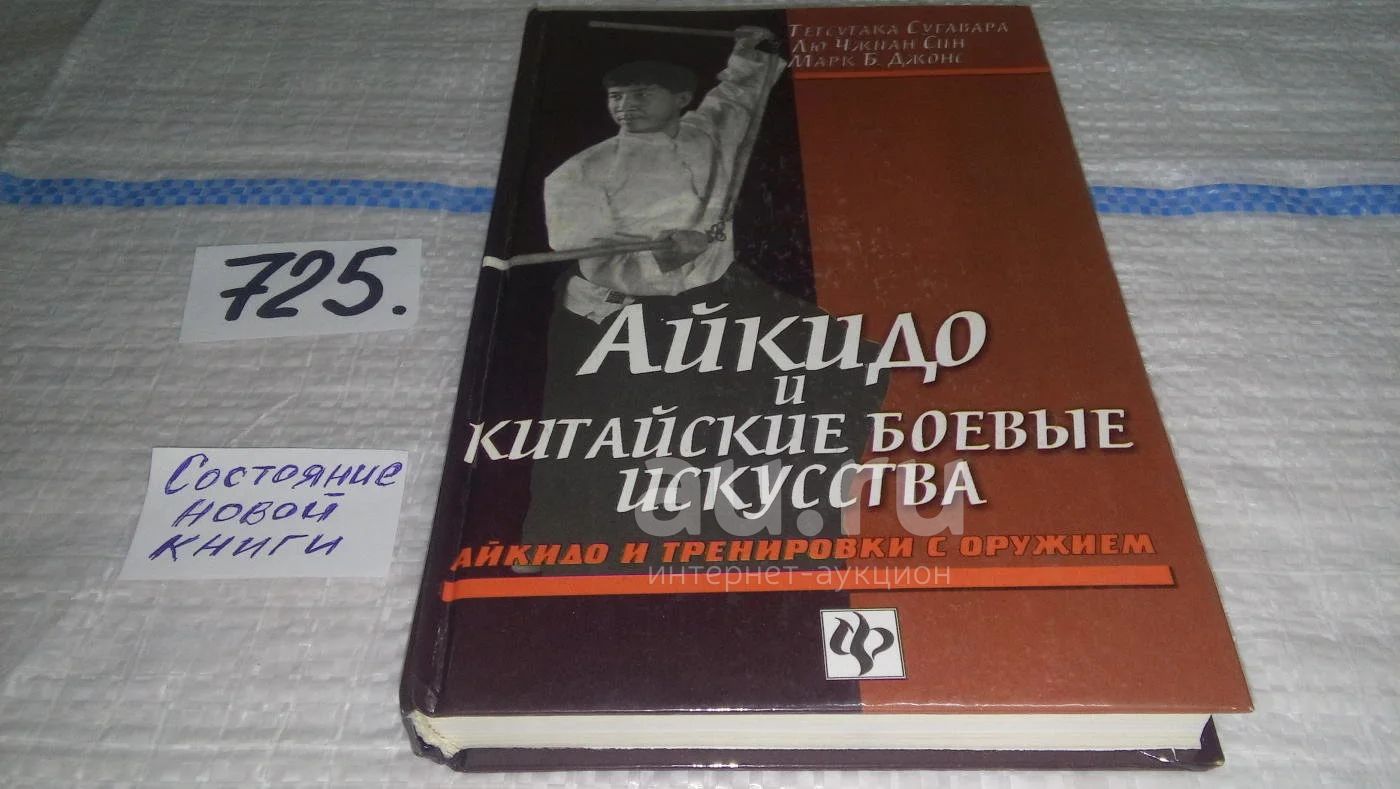 Тетсутака Сугавара
Лю Чжиан Син
Марк Б. Джонс
725.
Айкидо
и
китайские боевые
искусства
Состояние
новой
книги
au.ru
АЙКИДО И ТРЕНИРОВКИ С ОРУЖИЕМ
интернет-аукцион